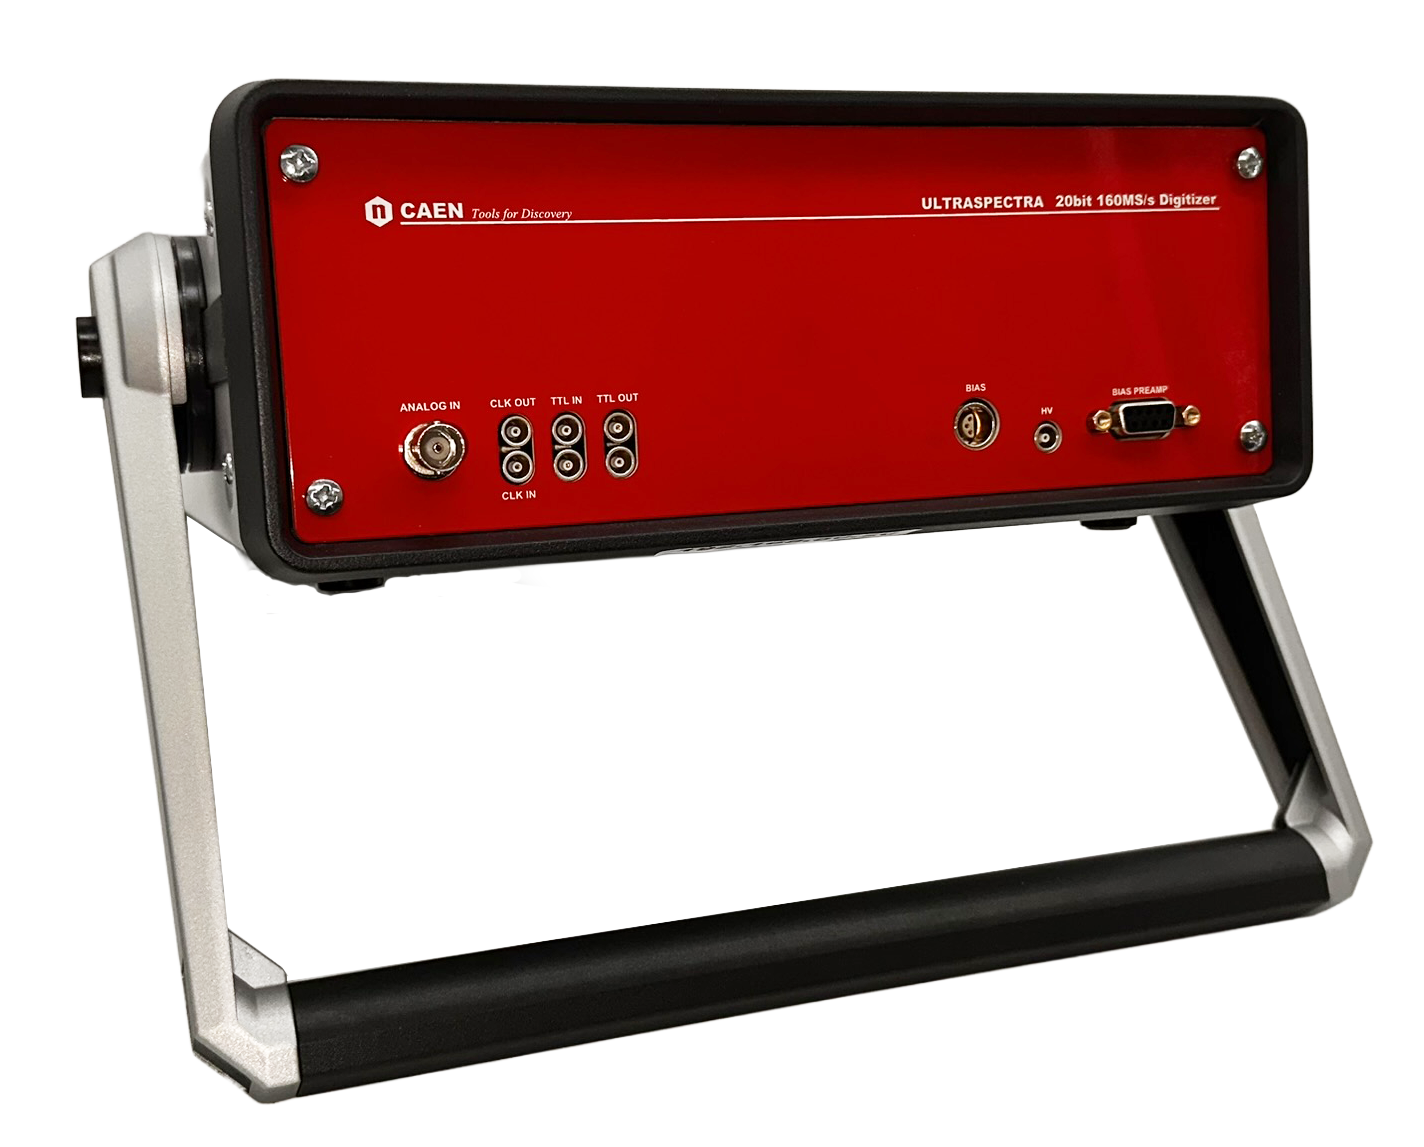 n CAEN Tools for Discovery
ULTRASPECTRA 20bit 160MS/s Digitizer
ANALOG IN
CLK OUT
TTL IN
TTL OUT
CLK IN
BIAS
HV
BIAS PREAMP